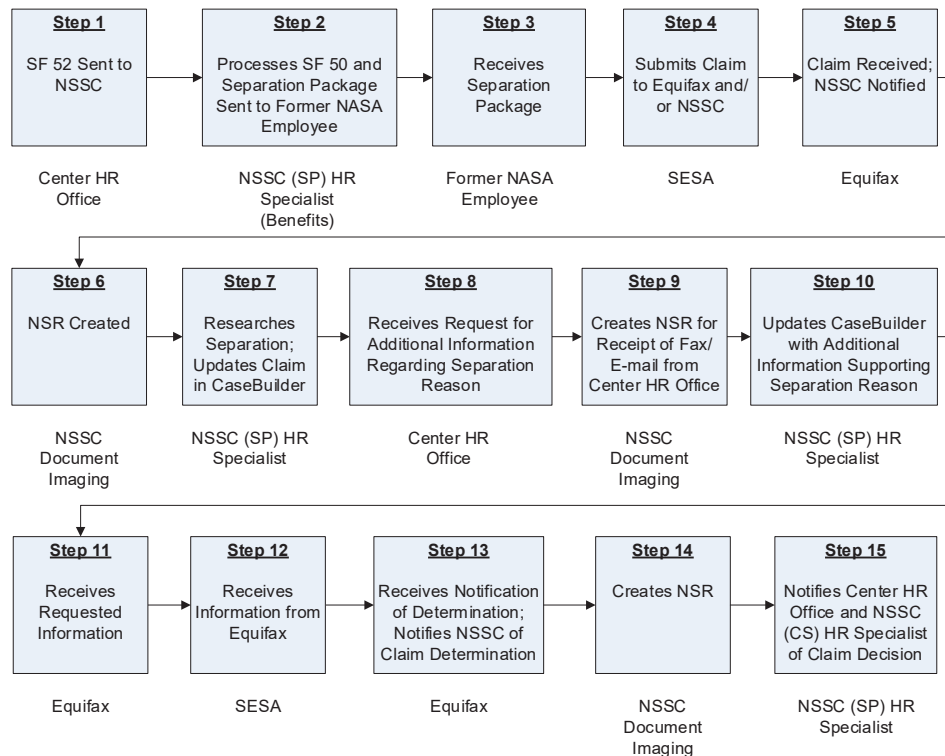 Step 1
SF 52 Sent to
NSSC
Center HR
Office
Step 2
Processes SF 50 and
Separation Package
Sent to Former NASA
Employee
NSSC (SP) HR
Specialist
(Benefits)
Step 3
Receives
Separation
Package
Former NASA
Employee
Step 4
Submits Claim
to Equifax and/
or NSSC
SESA
Step 5
Claim Received;
NSSC Notified
Equifax
Step 6
NSR Created
NSSC
Document
Imaging
Step 7
Researches
Separation;
Updates Claim
in CaseBuilder
NSSC (SP) HR
Specialist
Step 8
Receives Request for
Additional Information
Regarding Separation
Reason
Center HR
Office
Step 9
Creates NSR for
Receipt of Fax/
E-mail from
Center HR Office
NSSC
Document
Imaging
Step 10
Updates CaseBuilder
with Additional
Information Supporting
Separation Reason
NSSC (SP) HR
Specialist
Step 11
Receives
Requested
Information
Equifax
Step 12
Receives
Information from
Equifax
SESA
Step 13
Receives Notification
of Determination;
Notifies NSSC of
Claim Determination
Equifax
Step 14
Creates NSR
NSSC
Document
Imaging
Step 15
Notifies Center HR
Office and NSSC
(CS) HR Specialist
of Claim Decision
NSSC (SP) HR
Specialist